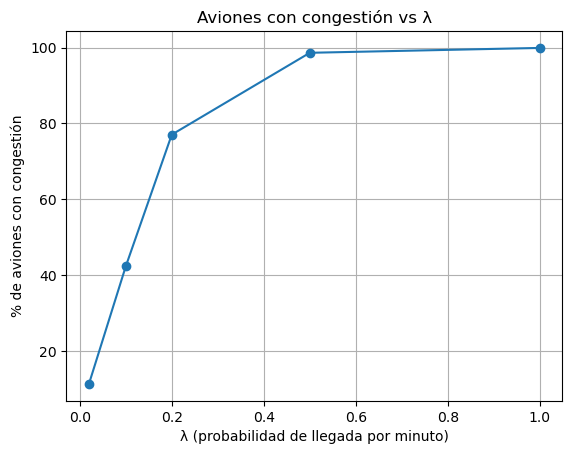 Aviones con congestión vs λ
% de aviones con congestión
100
80
60
40
20
0.0 0.2 0.4 0.6 0.8 1.0
λ (probabilidad de llegada por minuto)